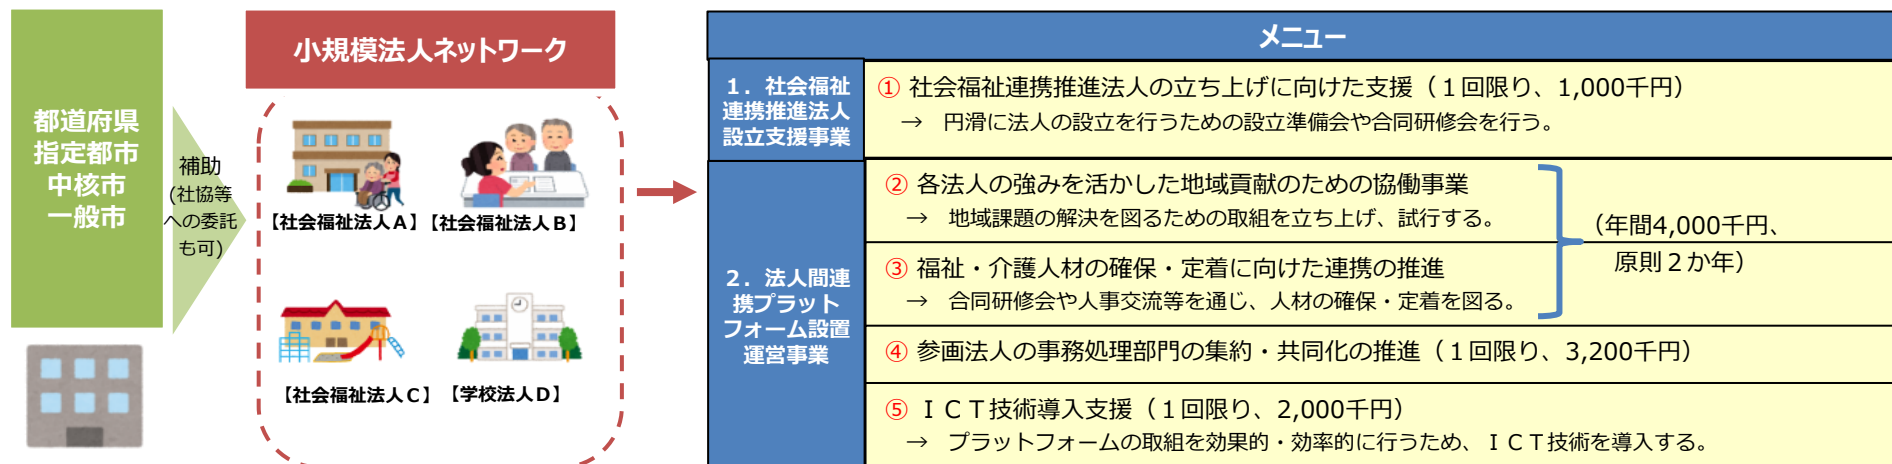 都道府県
指定都市
中核市
一般市
補助
(社協等
への委託
も可)
小規模法人ネットワーク
【社会福祉法人A】
【社会福祉法人B】
【社会福祉法人C】
【学校法人D】
メニュー
1．社会福祉
連携推進法人
設立支援事業
① 社会福祉連携推進法人の立ち上げに向けた支援（１回限り、1,000千円）
→　円滑に法人の設立を行うための設立準備会や合同研修会を行う。
2．法人間連
携プラット
フォーム設置
運営事業
② 各法人の強みを活かした地域貢献のための協働事業
→　地域課題の解決を図るための取組を立ち上げ、試行する。
③ 福祉・介護人材の確保・定着に向けた連携の推進
→　合同研修会や人事交流等を通じ、人材の確保・定着を図る。
（年間4,000千円、
原則２か年）
④ 参画法人の事務処理部門の集約・共同化の推進（１回限り、3,200千円）
⑤ ＩＣＴ技術導入支援（１回限り、2,000千円）
→　プラットフォームの取組を効果的・効率的に行うため、ＩＣＴ技術を導入する。